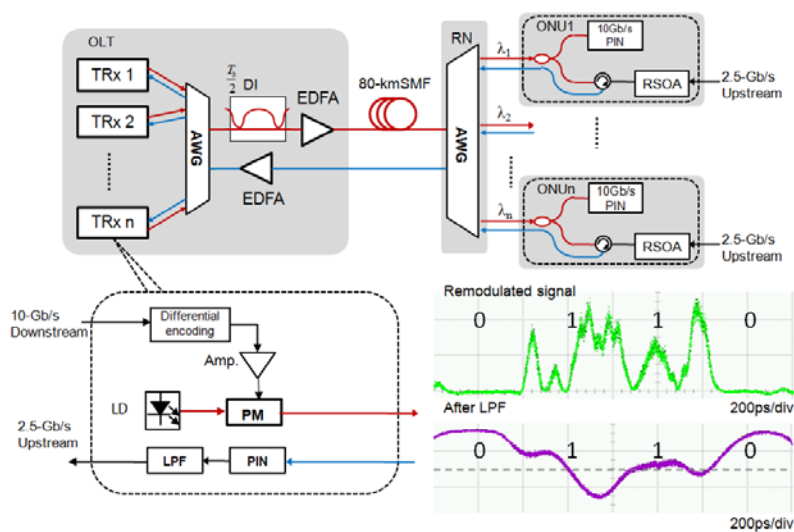 OLT
TRx 1
TRx 2
TRx n
AWG
Ts/2
DI
EDFA
EDFA
80-kmSMF
RN
AWG
λ1
λ2
λn
ONU1
10Gb/s
PIN
RSOA
2.5-Gb/s
Upstream
ONUn
10Gb/s
PIN
RSOA
2.5-Gb/s
Upstream
10-Gb/s
Downstream
Differential
encoding
Amp.
LD
PM
2.5-Gb/s
Upstream
LPF
PIN
Remodulated signal
0 1 1 0
200ps/div
After LPF
0 1 1 0
200ps/div